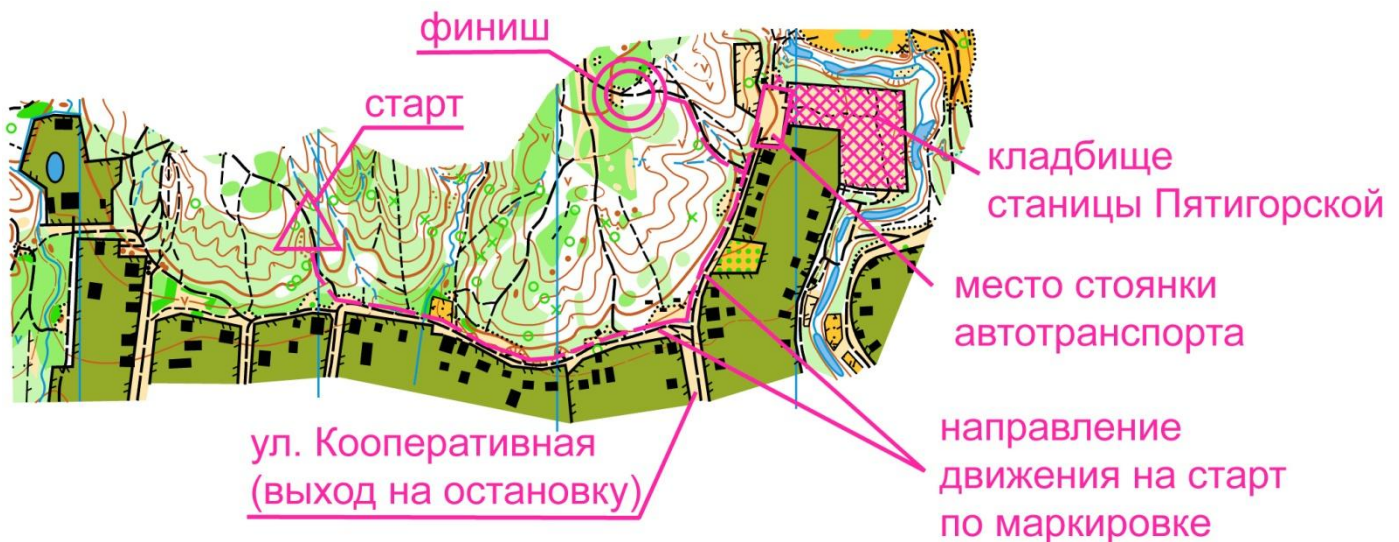 финиш
старт
кладбище
станицы Пятигорской
место стоянки
автотранспорта
ул. Кооперативная
(выход на остановку)
направление
движения на старт
по маркировке